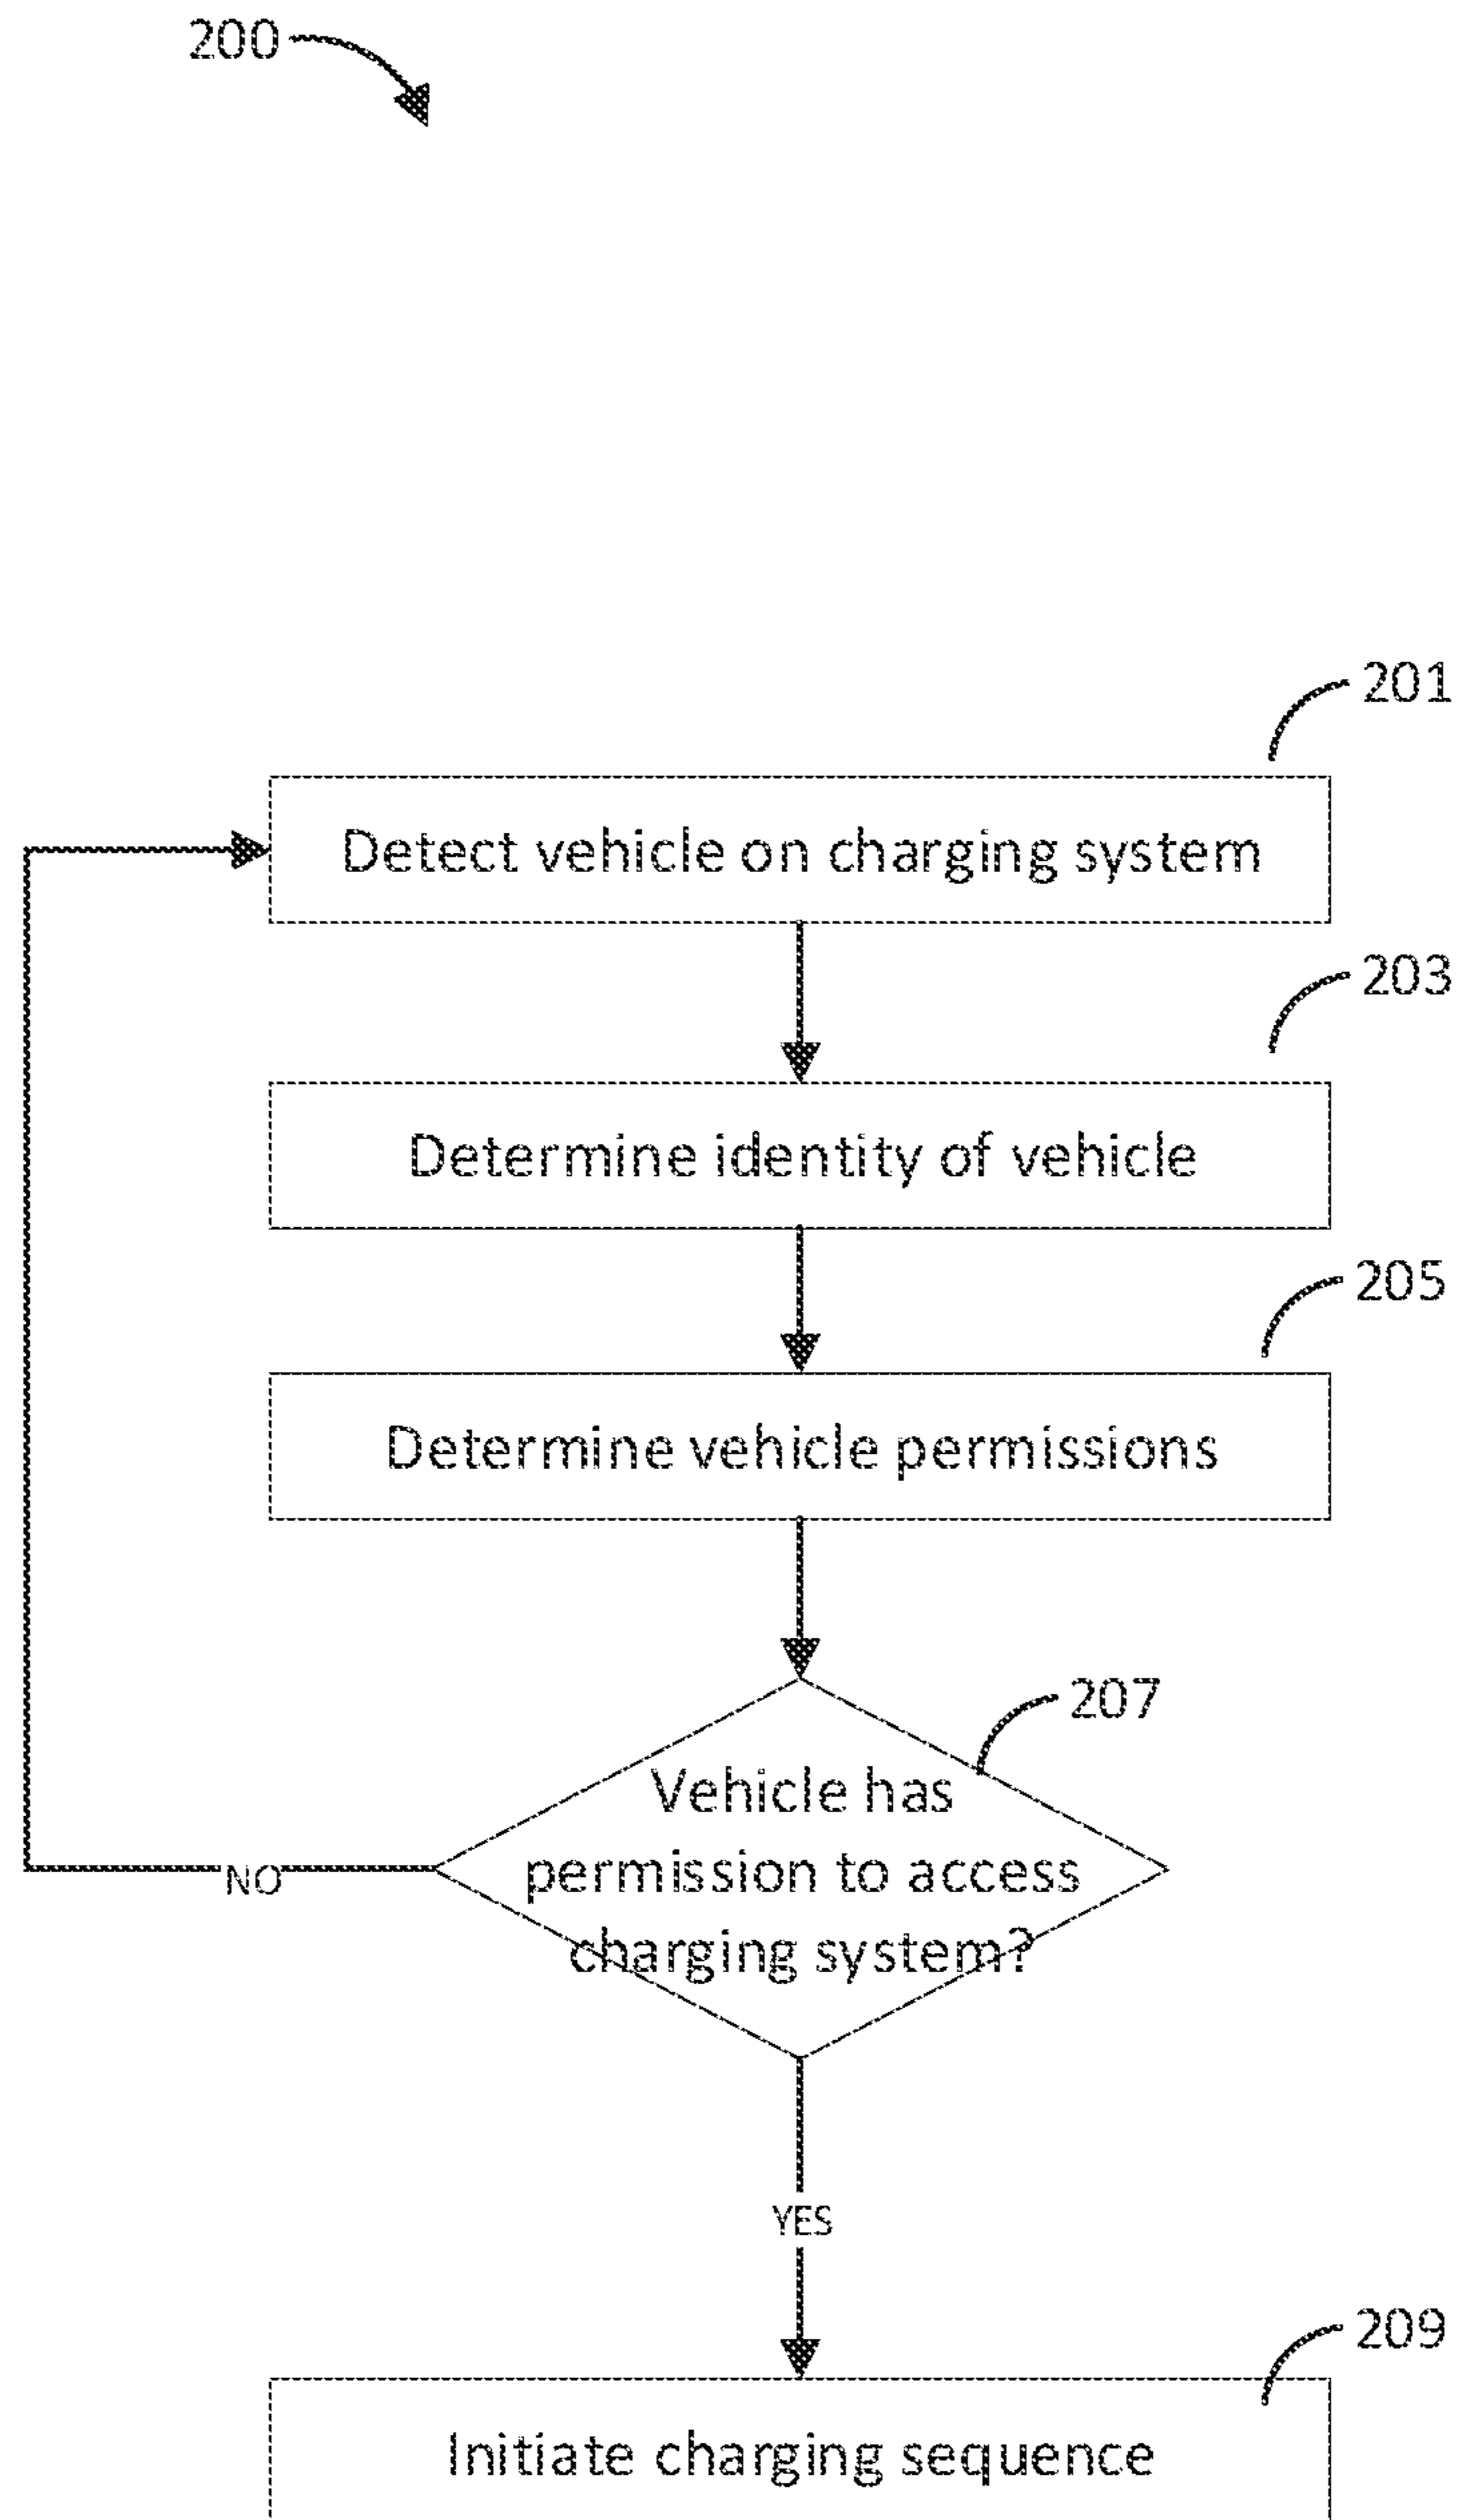 200
201
Detect vehicle on charging system
203
Determine identity of vehicle
205
Determine vehicle permissions
207
Vehicle has
permission to access
charging system?
NO
YES
209
Initiate charging sequence